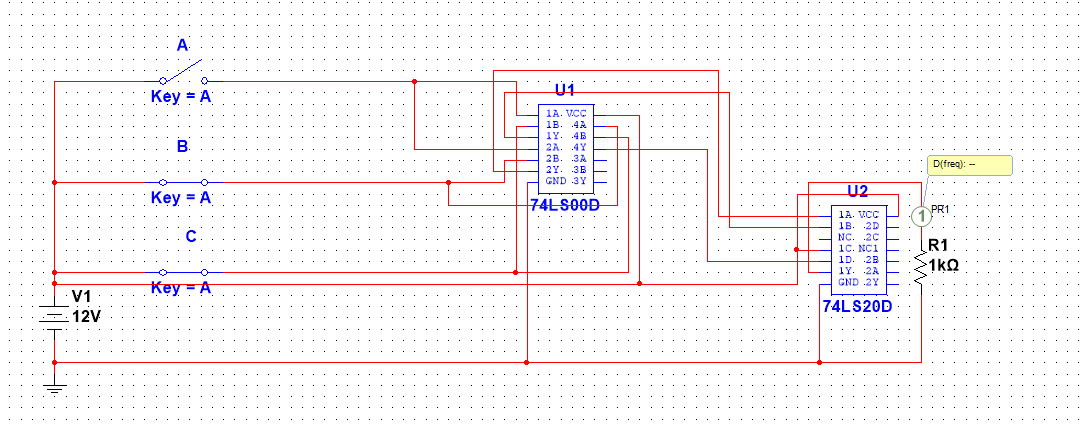 A
Key = A
B
Key = A
C
Key = A
V1
12V
U1
1A VCC
1B 4A
1Y 4B
2A 4Y
2B 3A
2Y 3B
GND 3Y
74LS00D
D(freq): --
PR1
1
U2
1A VCC
1B 2D
NC 2C
1C NC1
1D 2B
1Y 2A
GND 2Y
74LS20D
R1
1kΩ